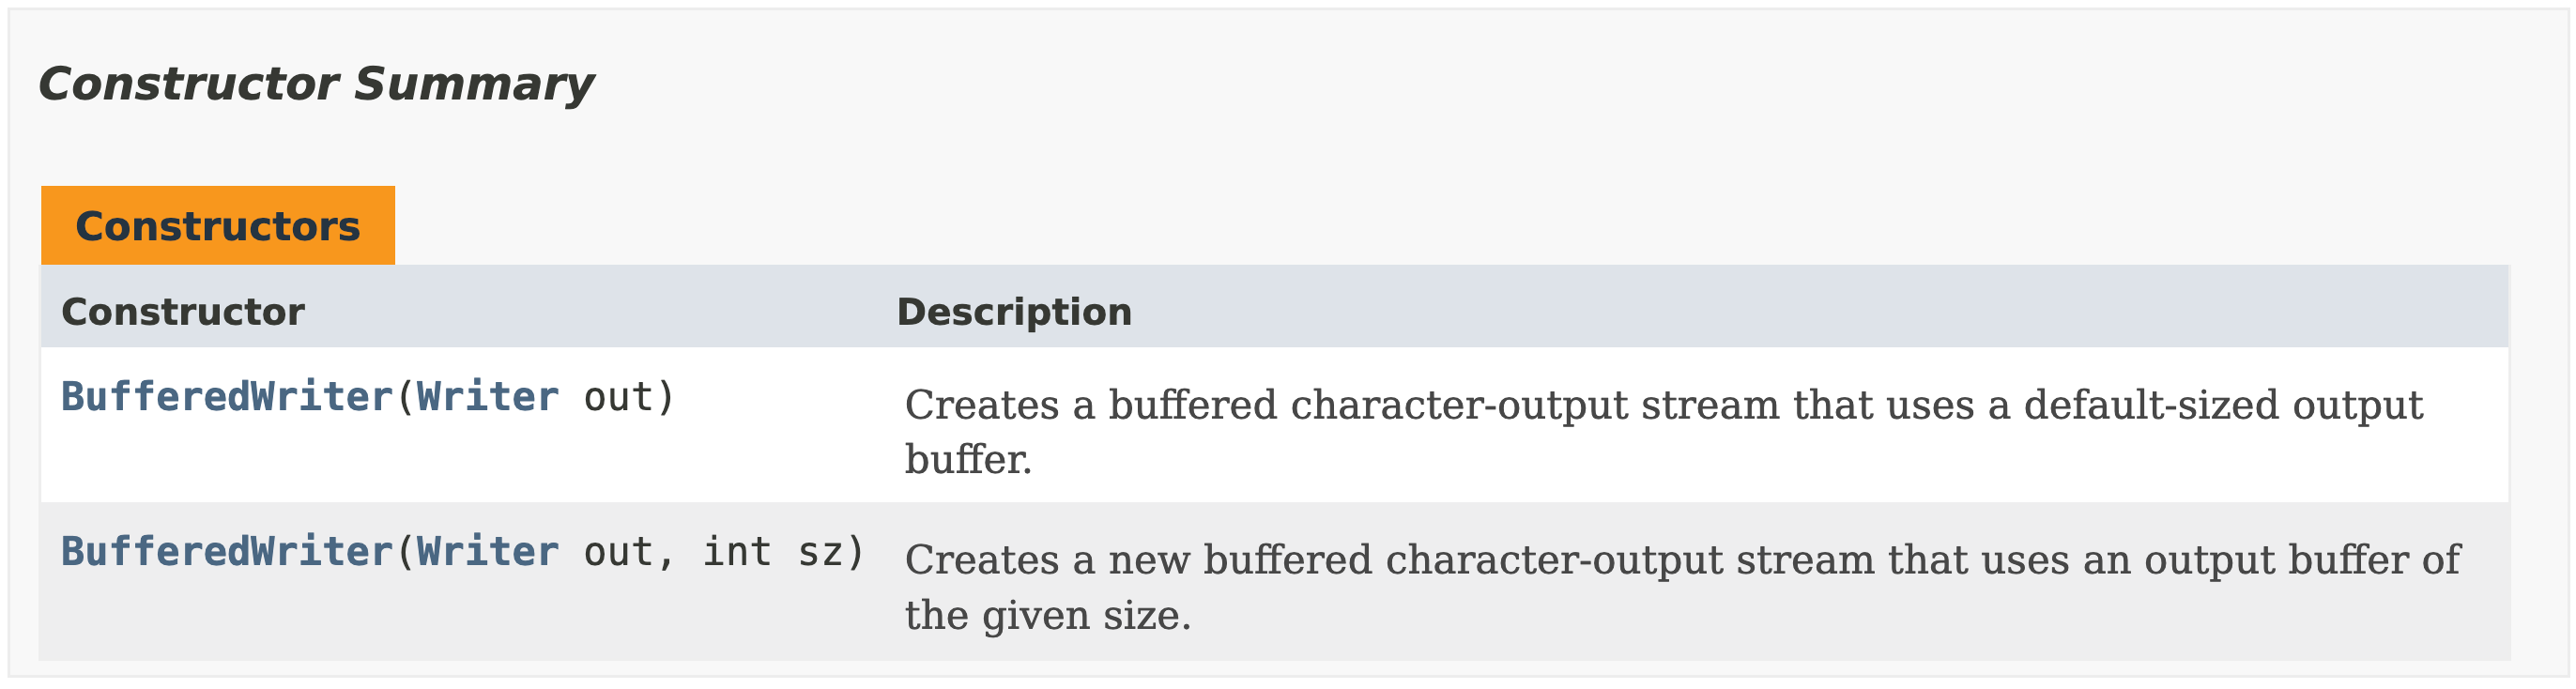 Constructor Summary
Constructors
Constructor Description
BufferedWriter(Writer out) Creates a buffered character-output stream that uses a default-sized output
buffer.
BufferedWriter(Writer out, int sz) Creates a new buffered character-output stream that uses an output buffer of
the given size.